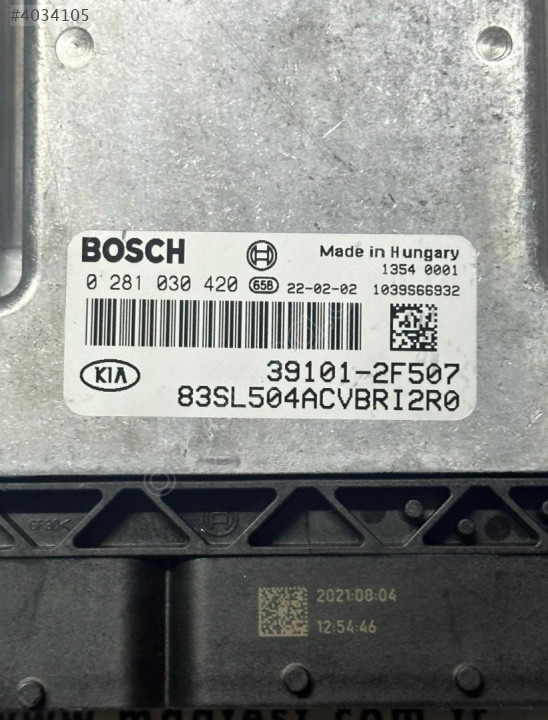 #4034105
BOSCH
Made in Hungary
1354 0001
0 281 030 420 65B 22-02-02 1039S66932
KIA
39101-2F507
83SL504ACVBRI2R0
2021:08:04
12:54:46